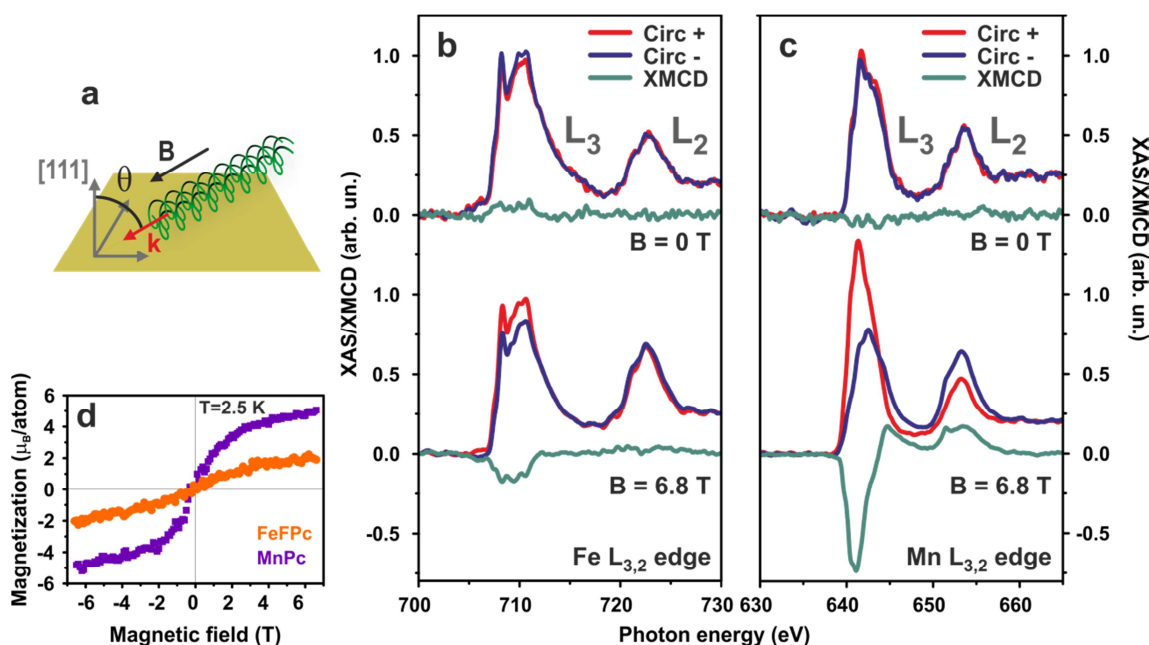 a
[111]
θ
B
k
b
Circ +
Circ -
XMCD
L3
L2
B = 0 T
B = 6.8 T
Fe L3,2 edge
1.0
0.5
0.0
1.0
0.5
0.0
-0.5
700
710
720
730
XAS/XMCD (arb. un.)
c
Circ +
Circ -
XMCD
L3
L2
B = 0 T
B = 6.8 T
Mn L3,2 edge
1.0
0.5
0.0
1.0
0.5
0.0
-0.5
630
640
650
660
XAS/XMCD (arb. un.)
Photon energy (eV)
d
T=2.5 K
FeFPc
MnPc
6
4
2
0
-2
-4
-6
-6
-4
-2
0
2
4
6
Magnetization (μB/atom)
Magnetic field (T)